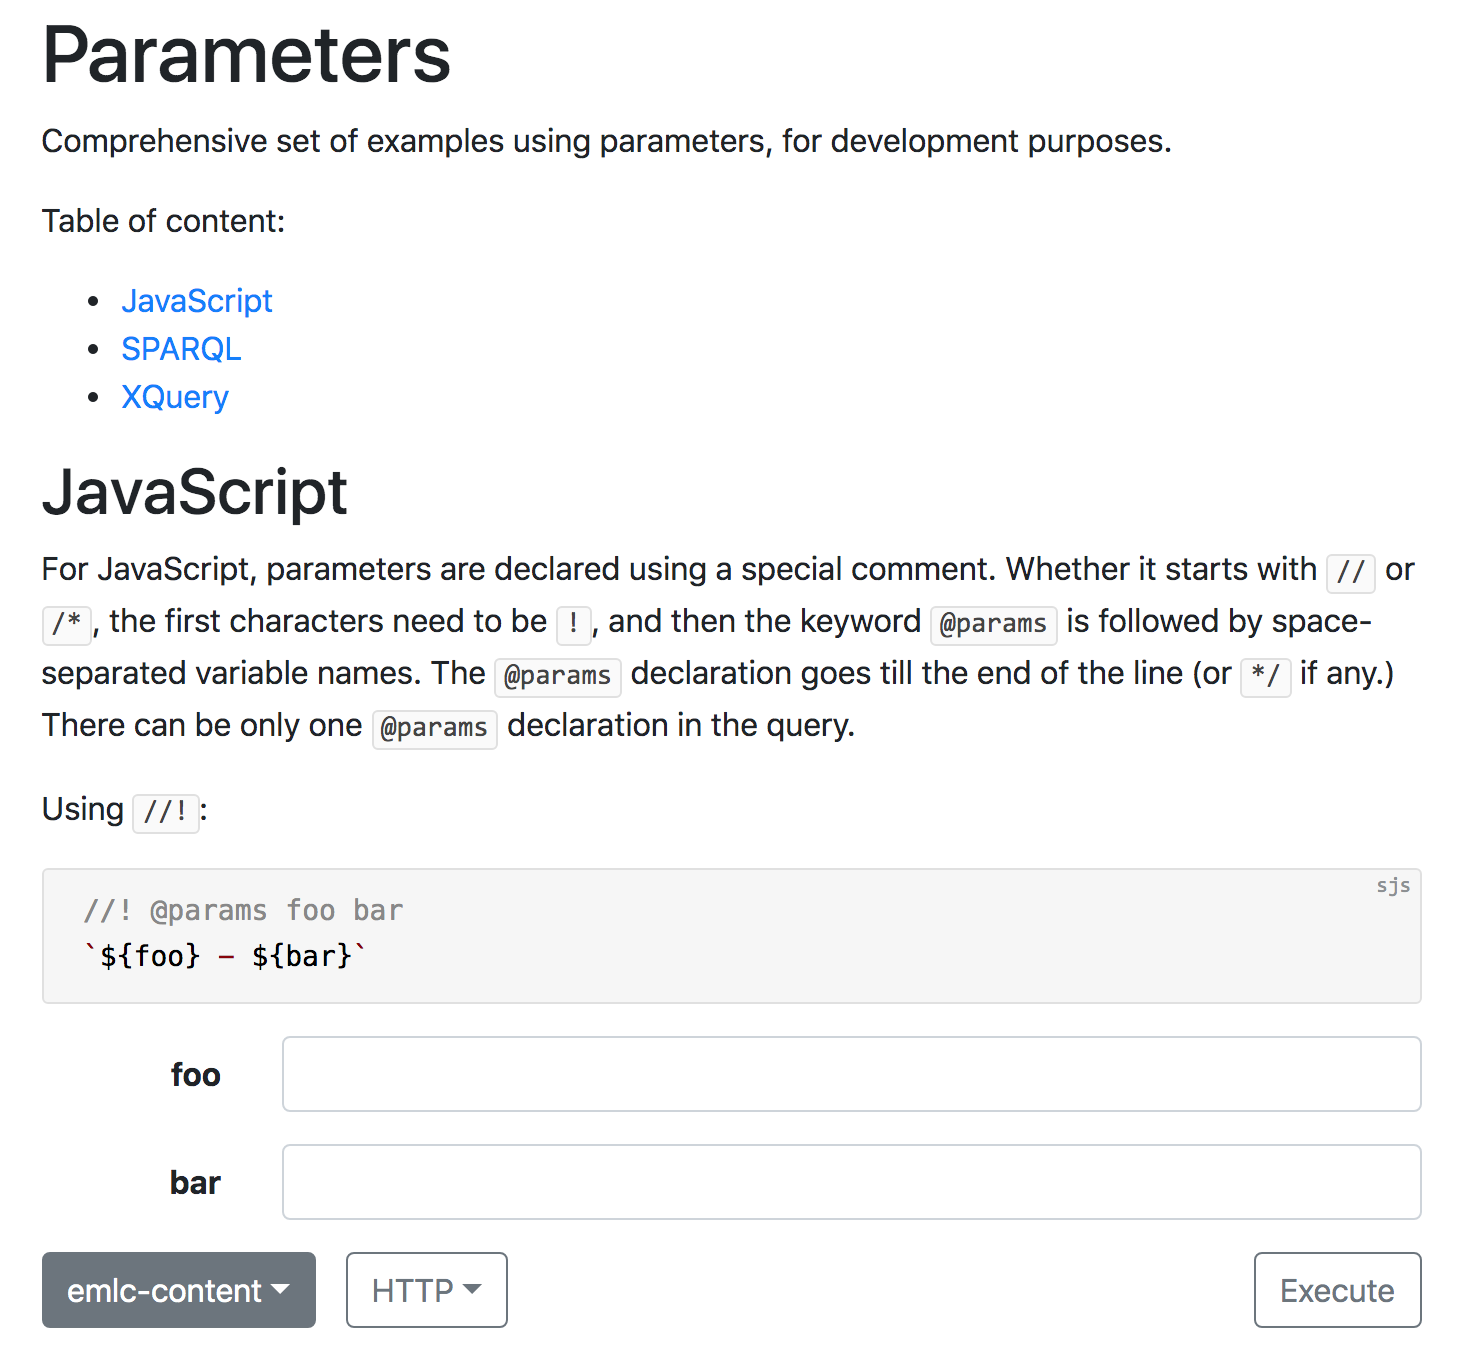 Parameters
Comprehensive set of examples using parameters, for development purposes.
Table of content:
• JavaScript
• SPARQL
• XQuery
JavaScript
For JavaScript, parameters are declared using a special comment. Whether it starts with // or
/*, the first characters need to be !, and then the keyword @params is followed by space-
separated variable names. The @params declaration goes till the end of the line (or */ if any.)
There can be only one @params declaration in the query.
Using //!:
sjs
//! @params foo bar
`${foo} – ${bar}`
foo
bar
emlc-content HTTP Execute